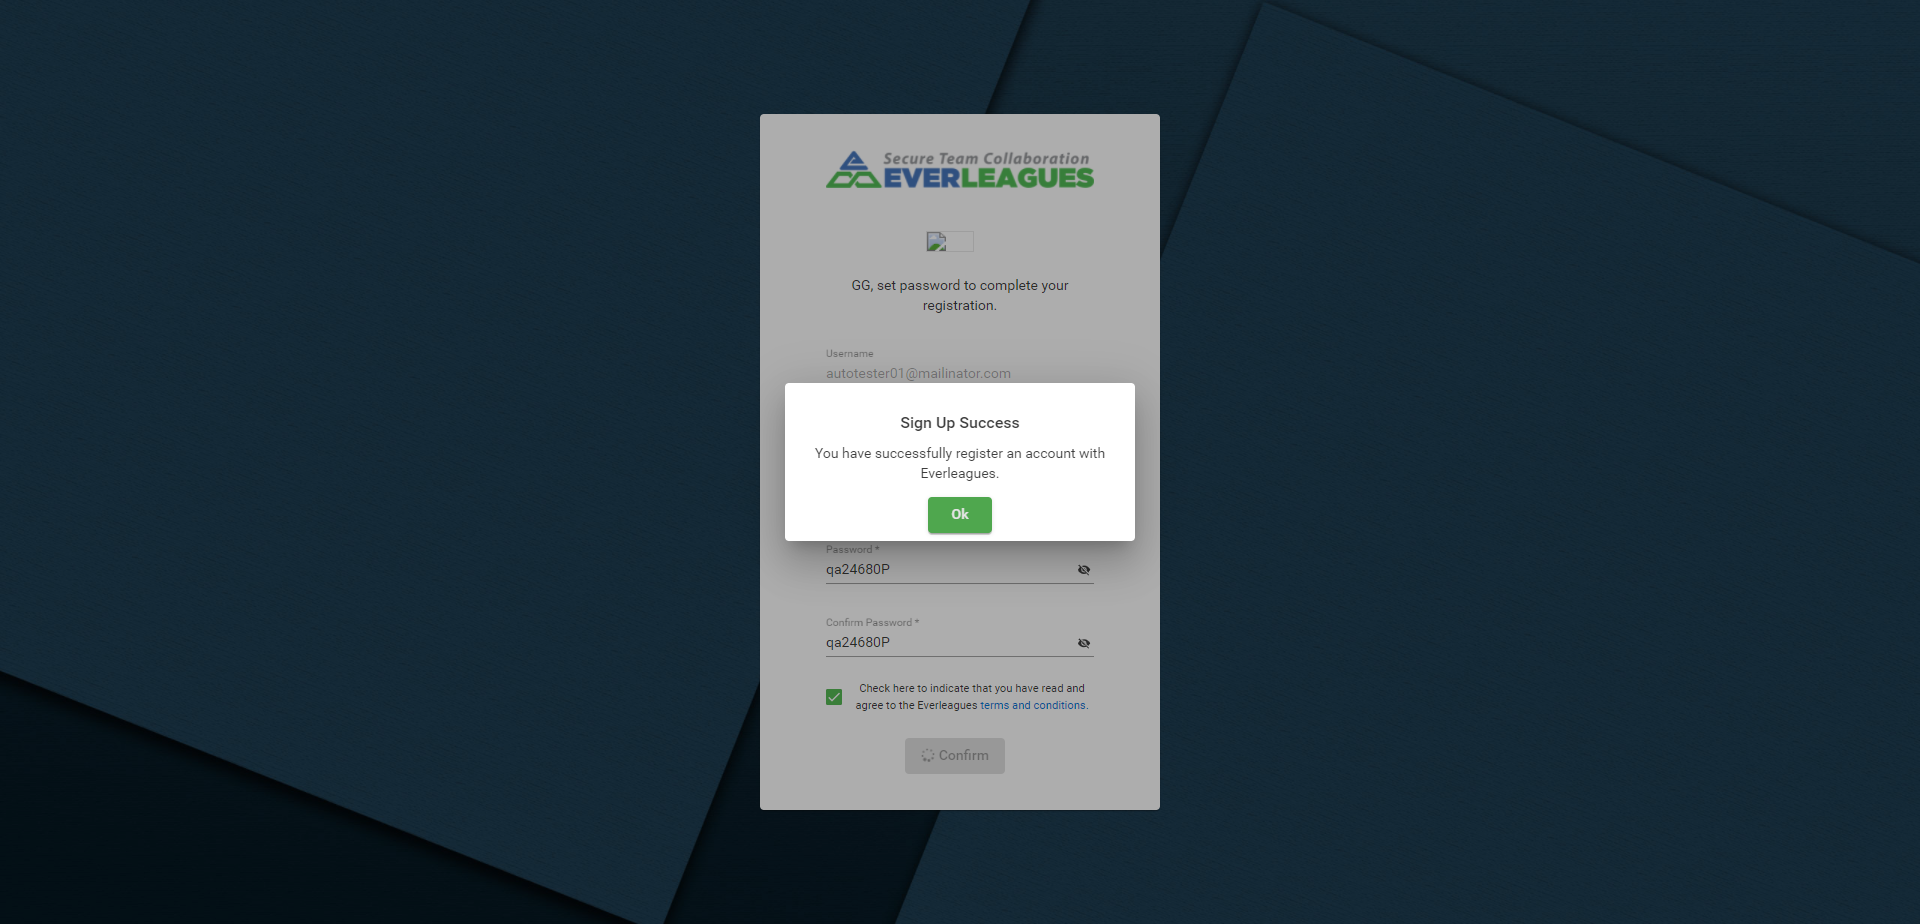 Secure Team Collaboration
EVERLEAGUES
GG, set password to complete your
registration.
Username
autotester01@mailinator.com
Sign Up Success
You have successfully register an account with
Everleagues.
Ok
Password *
qa24680P
Confirm Password *
qa24680P
Check here to indicate that you have read and
agree to the Everleagues terms and conditions.
Confirm